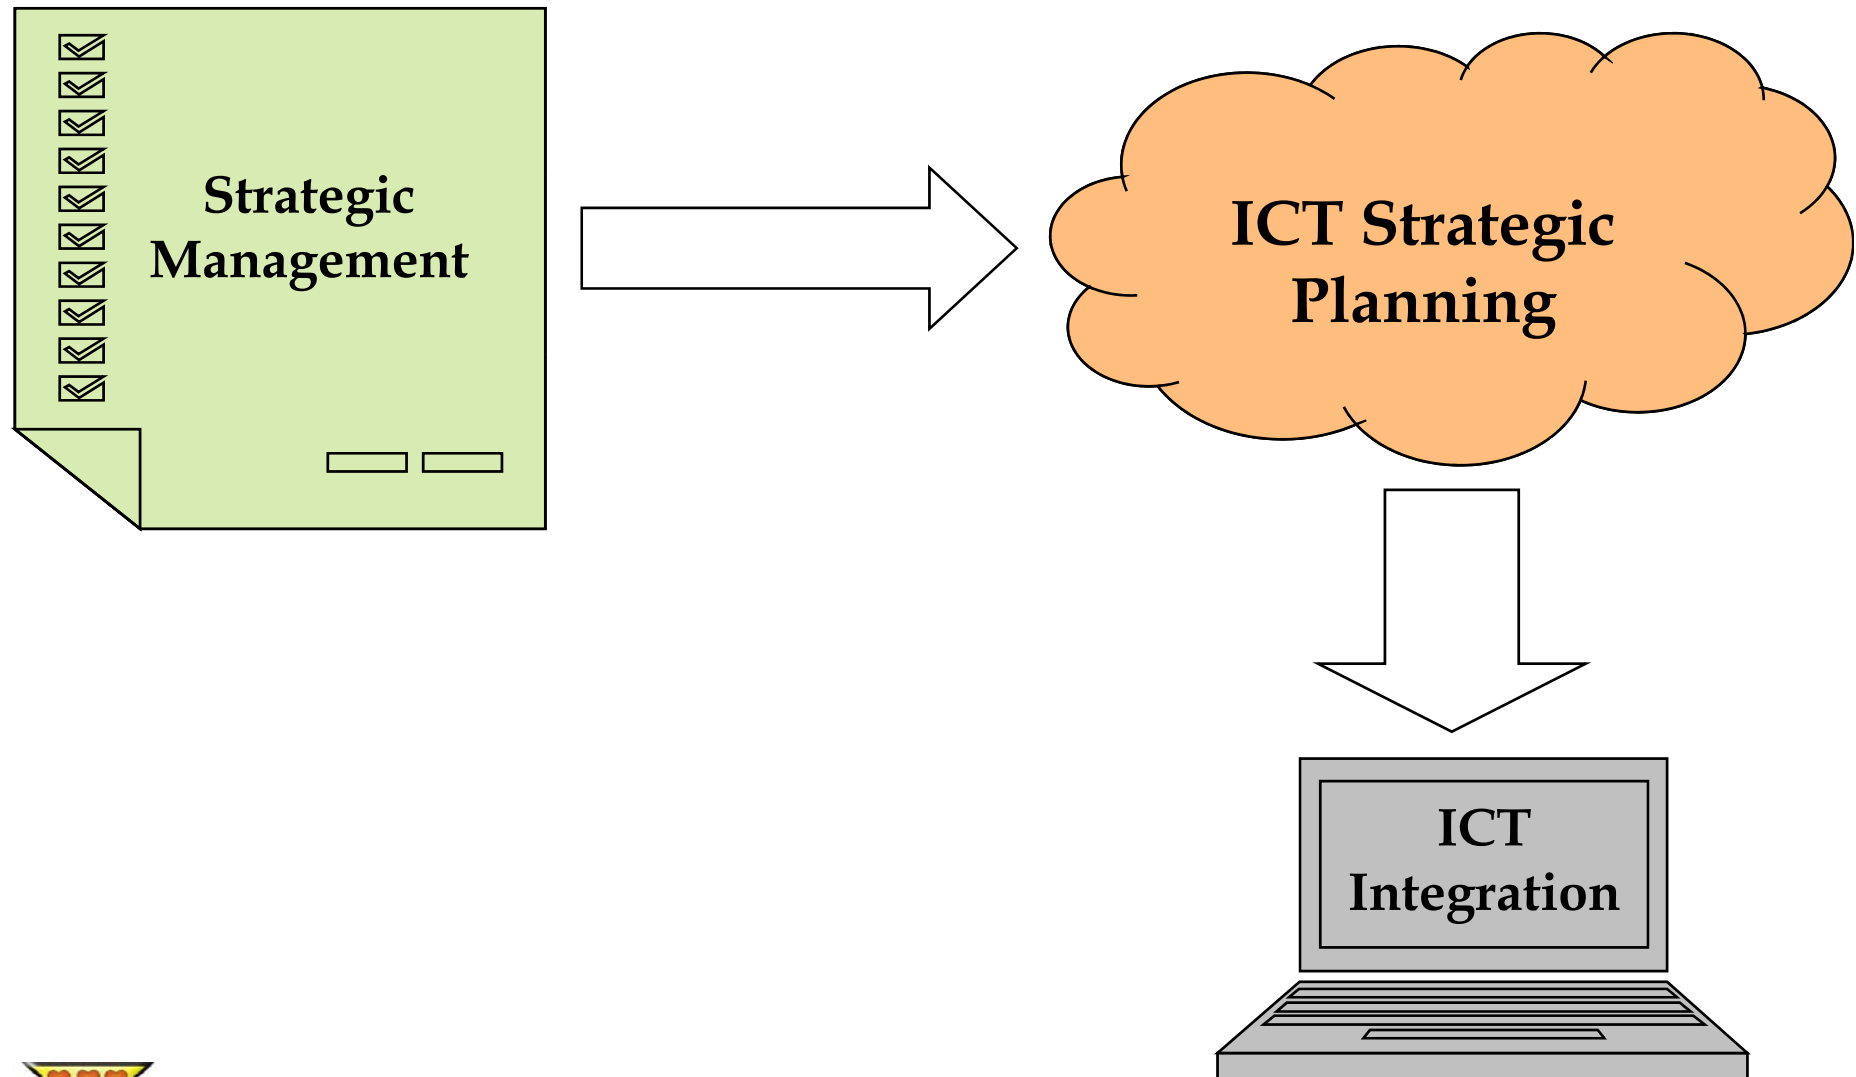 Strategic
Management
ICT Strategic
Planning
ICT
Integration